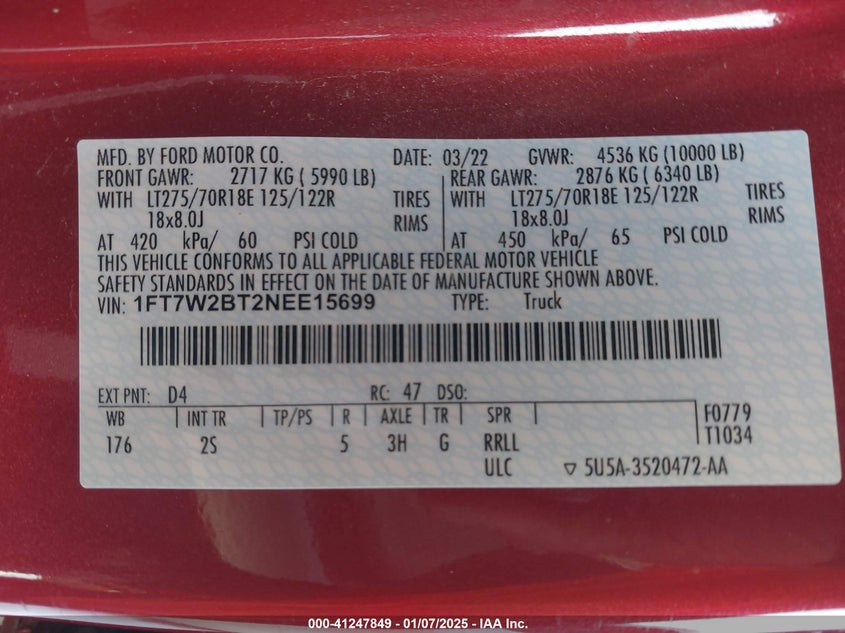 MFD. BY FORD MOTOR CO. DATE: 03/22 GVWR: 4536 KG (10000 LB)
FRONT GAWR: 2717 KG ( 5990 LB) REAR GAWR: 2876 KG ( 6340 LB)
WITH LT275/70R18E 125/122R TIRES WITH LT275/70R18E 125/122R TIRES
18x8.0J RIMS 18x8.0J RIMS
AT 420 kPa/ 60 PSI COLD AT 450 kPa/ 65 PSI COLD
THIS VEHICLE CONFORMS TO ALL APPLICABLE FEDERAL MOTOR VEHICLE
SAFETY STANDARDS IN EFFECT ON THE DATE OF MANUFACTURE SHOWN ABOVE.
VIN: 1FT7W2BT2NEE15699 TYPE: Truck
EXT PNT: D4 RC: 47 DSO:
WB INT TR TP/PS R AXLE TR SPR F0779
176 2S 5 3H G RRLL T1034
ULC 5U5A-3520472-AA
000-41247849 | 01/07/2025 - IAA Inc.